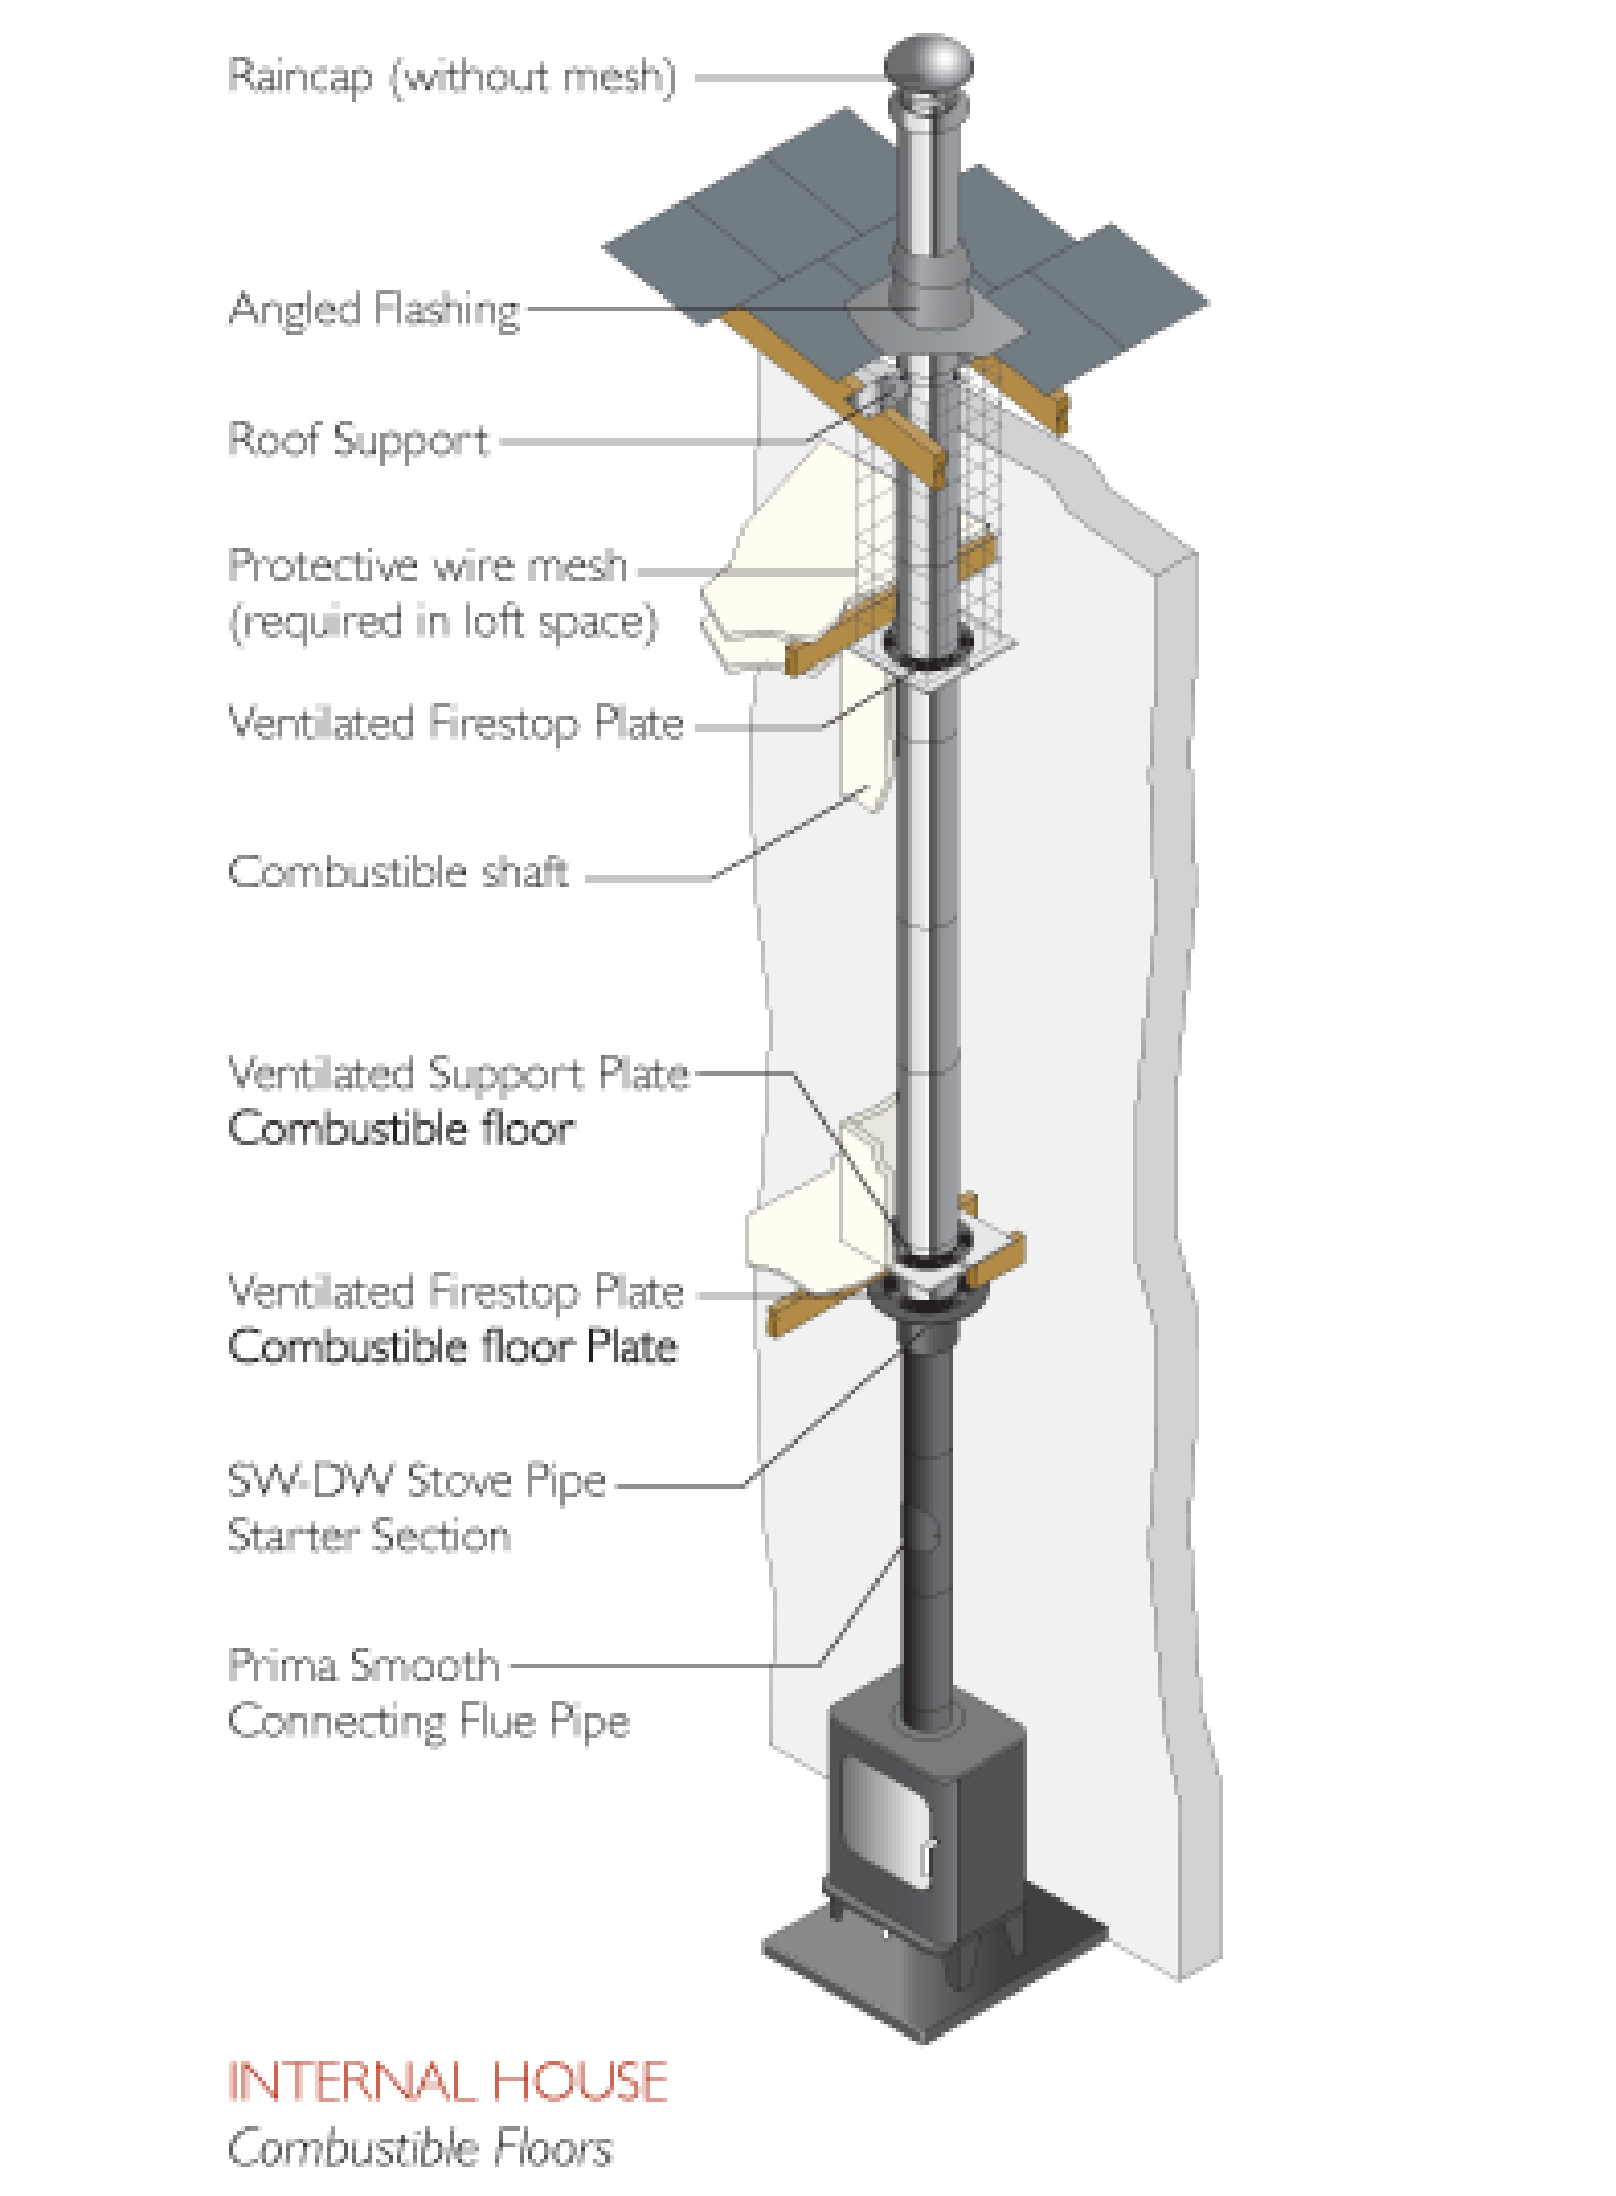 Raincap (without mesh)
Angled Flashing
Roof Support
Protective wire mesh
(required in loft space)
Ventilated Firestop Plate
Combustible shaft
Ventilated Support Plate
Combustible floor
Ventilated Firestop Plate
Combustible floor Plate
SW-DW Stove Pipe
Starter Section
Prima Smooth
Connecting Flue Pipe
INTERNAL HOUSE
Combustible Floors